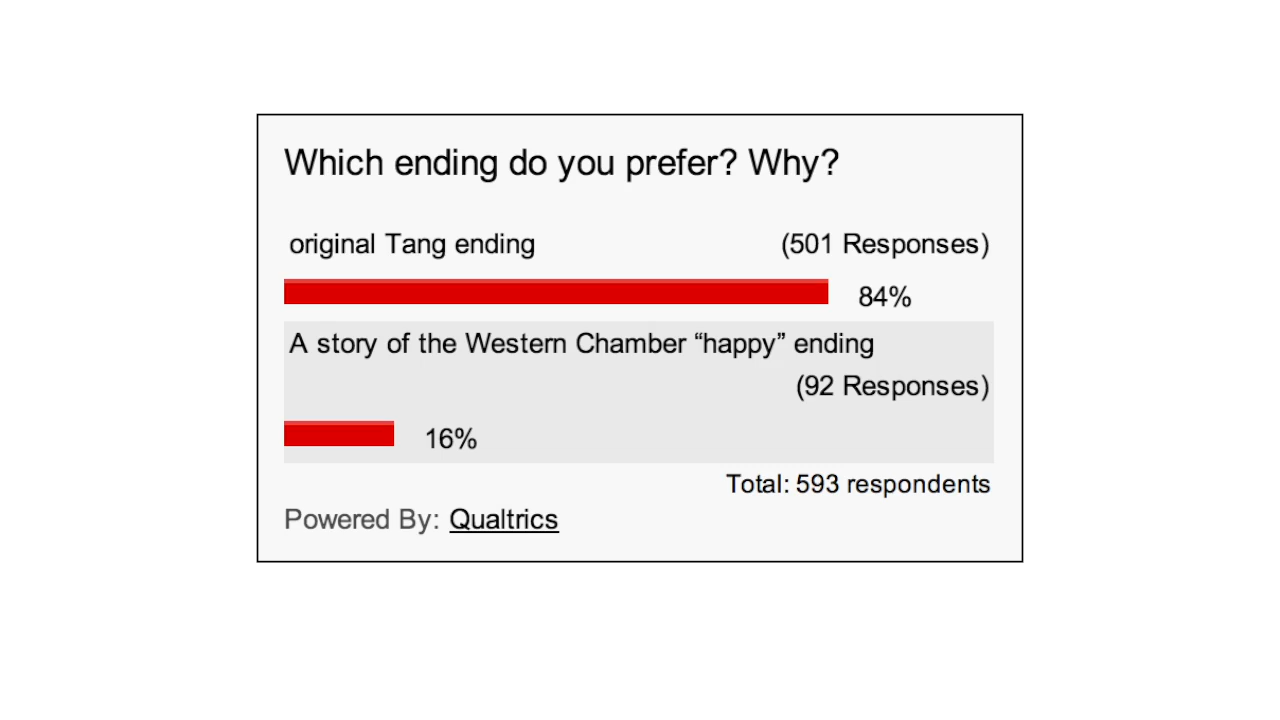 Which ending do you prefer? Why?
original Tang ending (501 Responses)
84%
A story of the Western Chamber “happy” ending
(92 Responses)
16%
Total: 593 respondents
Powered By: Qualtrics